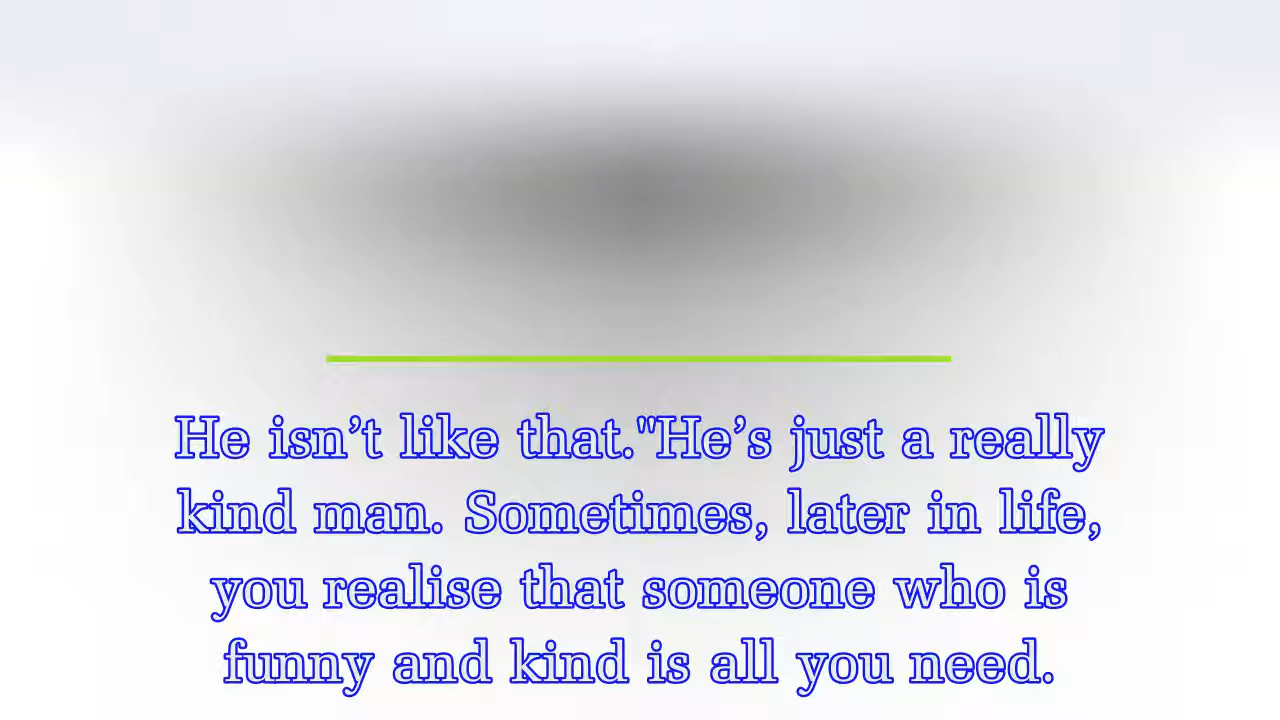 He isn’t like that."He’s just a really
kind man. Sometimes, later in life,
you realise that someone who is
funny and kind is all you need.